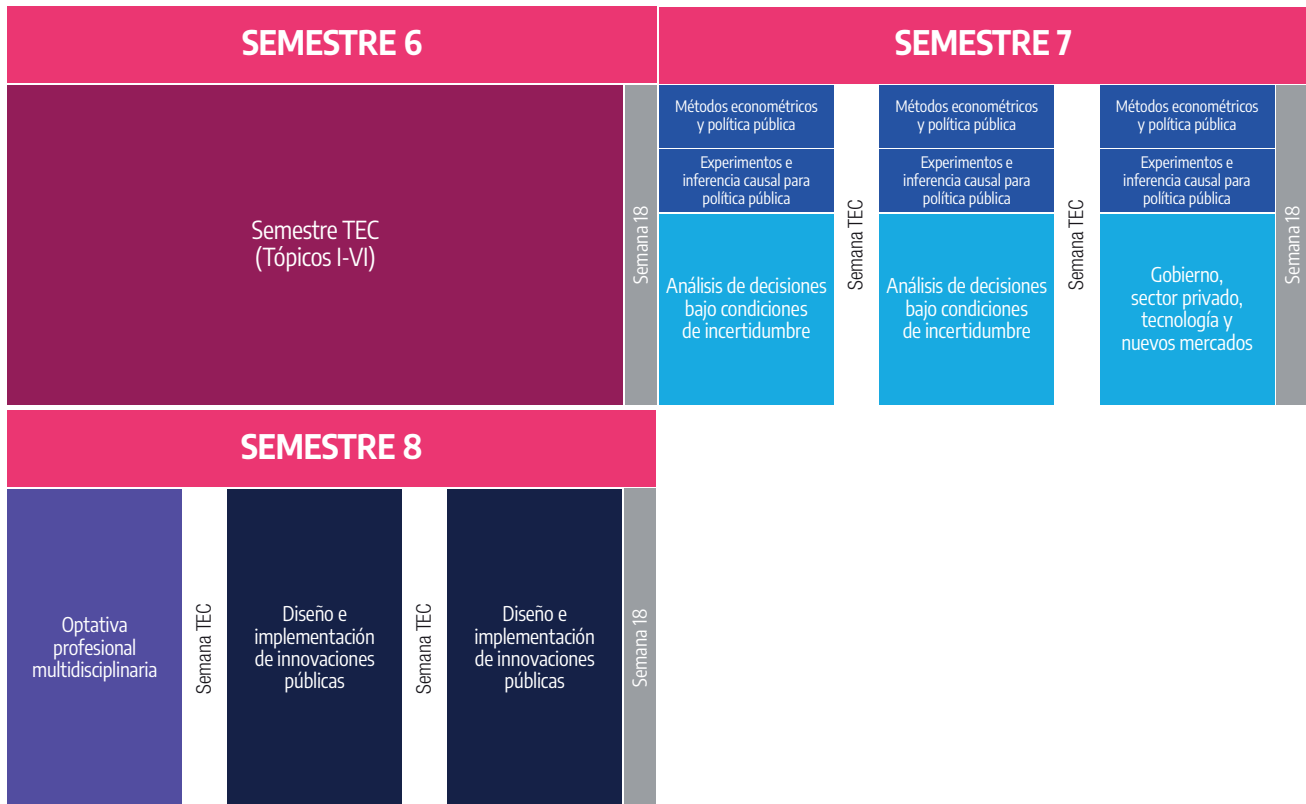 SEMESTRE 6
Semestre TEC
(Tópicos I-VI)
Semana 18
SEMESTRE 7
Métodos econométricos
y política pública
Experimentos e
inferencia causal para
política pública
Análisis de decisiones
bajo condiciones
de incertidumbre
Semana TEC
Métodos econométricos
y política pública
Experimentos e
inferencia causal para
política pública
Análisis de decisiones
bajo condiciones
de incertidumbre
Semana TEC
Métodos econométricos
y política pública
Experimentos e
inferencia causal para
política pública
Gobierno,
sector privado,
tecnología y
nuevos mercados
Semana 18
SEMESTRE 8
Optativa
profesional
multidisciplinaria
Semana TEC
Diseño e
implementación
de innovaciones
públicas
Semana TEC
Diseño e
implementación
de innovaciones
públicas
Semana 18